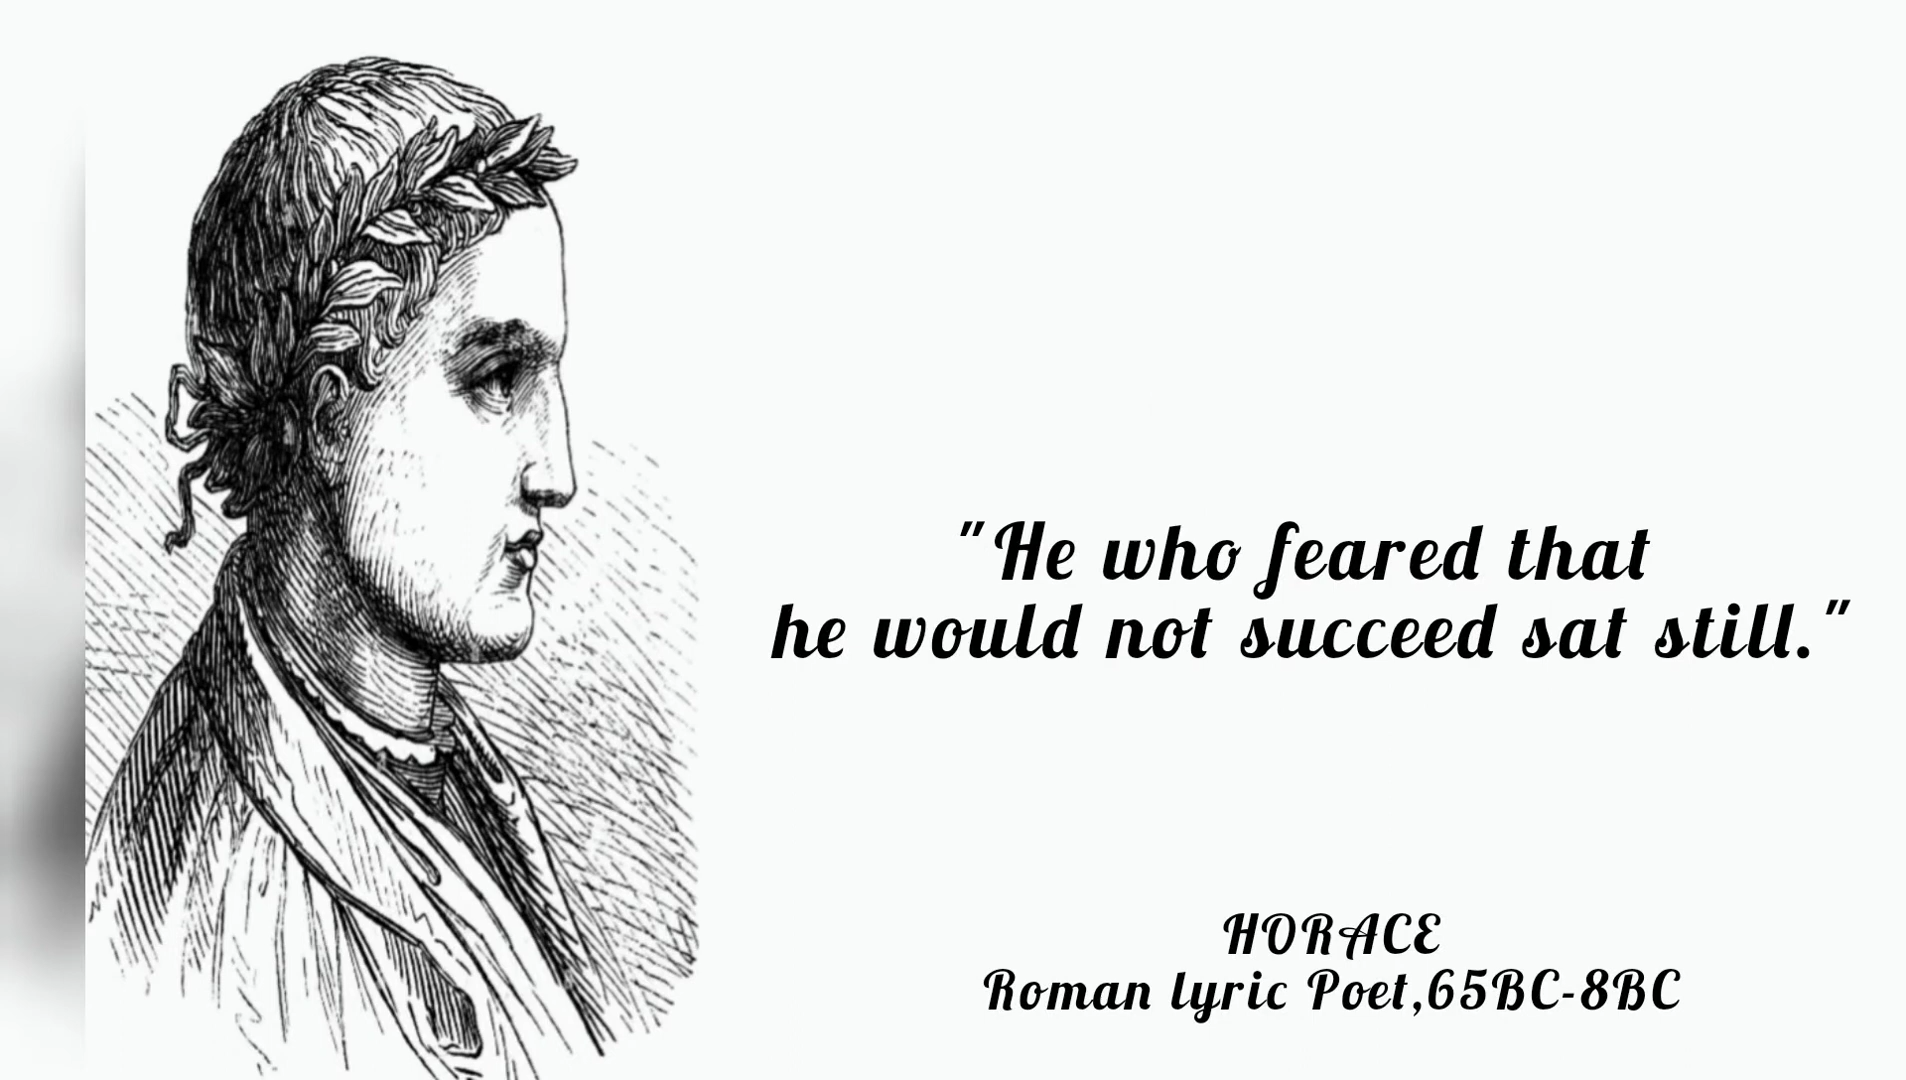 "He who feared that
he would not succeed sat still."
HORACE
Roman lyric Poet,65BC-8BC